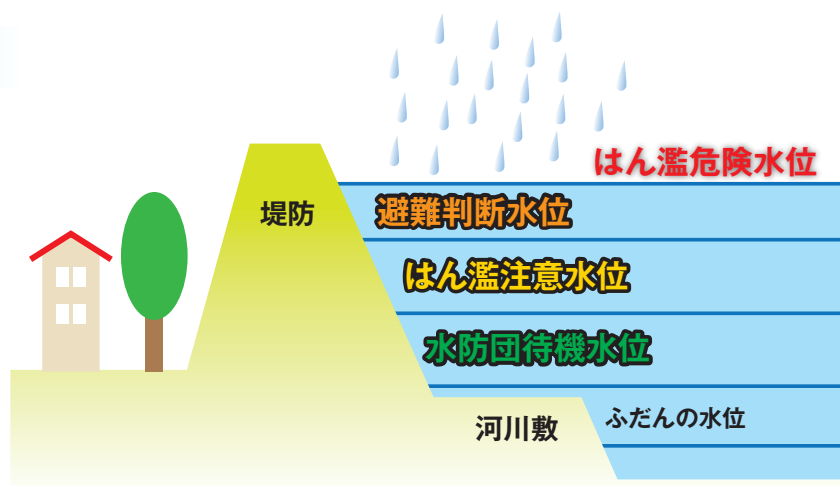 はん濫危険水位
堤防
避難判断水位
はん濫注意水位
水防団待機水位
河川敷
ふだんの水位